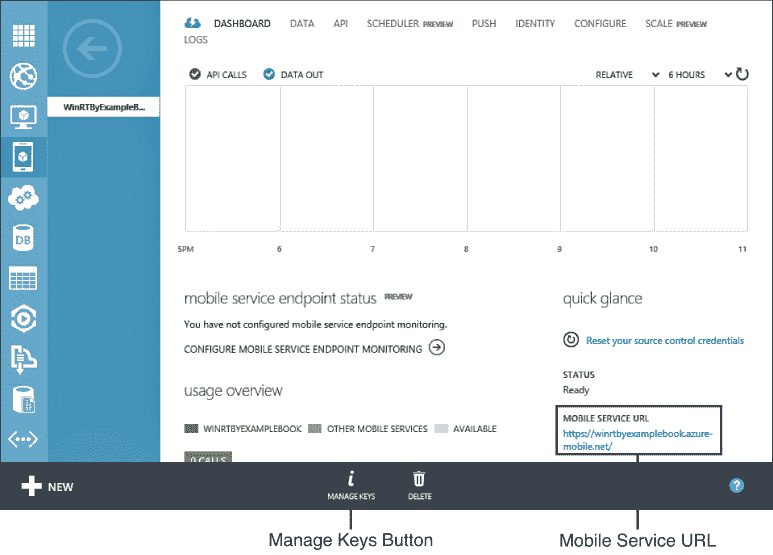 DASHBOARD DATA API SCHEDULER PREVIEW PUSH IDENTITY CONFIGURE SCALE PREVIEW
LOGS
WinRTByExampleB...
API CALLS DATA OUT RELATIVE 6 HOURS
5PM 6 7 8 9 10 11
mobile service endpoint status PREVIEW
You have not configured mobile service endpoint monitoring.
CONFIGURE MOBILE SERVICE ENDPOINT MONITORING
usage overview
WINRTBYEXAMPLEBOOK OTHER MOBILE SERVICES AVAILABLE
0 CALLS
quick glance
Reset your source control credentials
STATUS
Ready
MOBILE SERVICE URL
https://winrtbyexamplebook.azure-
mobile.net/
DB
NEW
MANAGE KEYS
DELETE
?
Manage Keys Button
Mobile Service URL